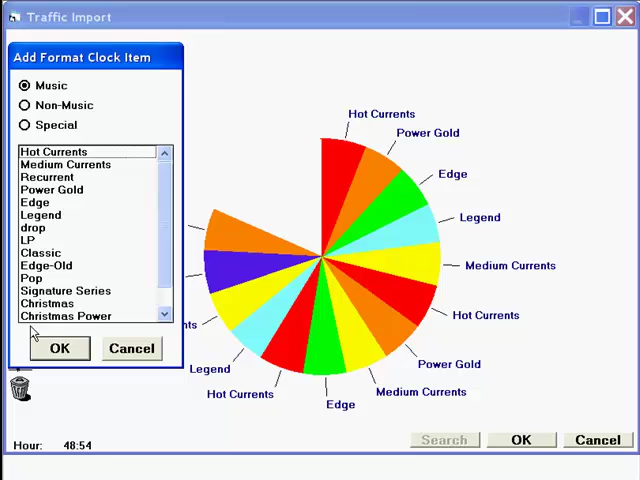 Traffic Import
Add Format Clock Item
Music
Non-Music
Special
Hot Currents
Medium Currents
Recurrent
Power Gold
Edge
Legend
drop
LP
Classic
Edge-Old
Pop
Signature Series
Christmas
Christmas Power
OK
Cancel
Hot Currents
Power Gold
Edge
Legend
Medium Currents
Hot Currents
Power Gold
Medium Currents
Edge
Hot Currents
Legend
nts
Hour: 48:54
Search
OK
Cancel